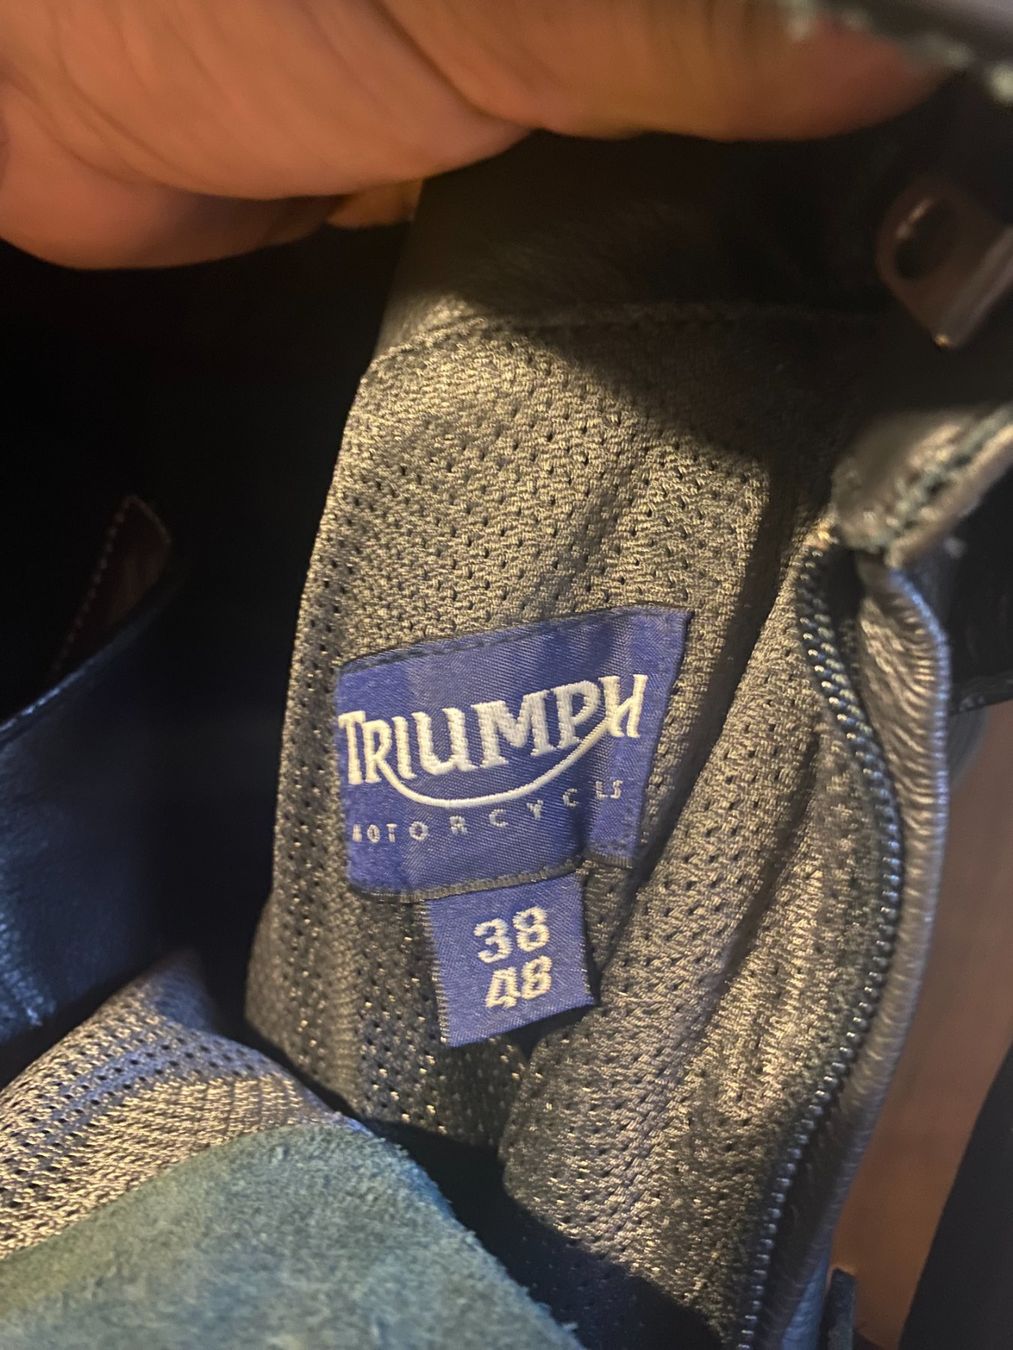 TRIUMPH
MOTORCYCLES
38
48